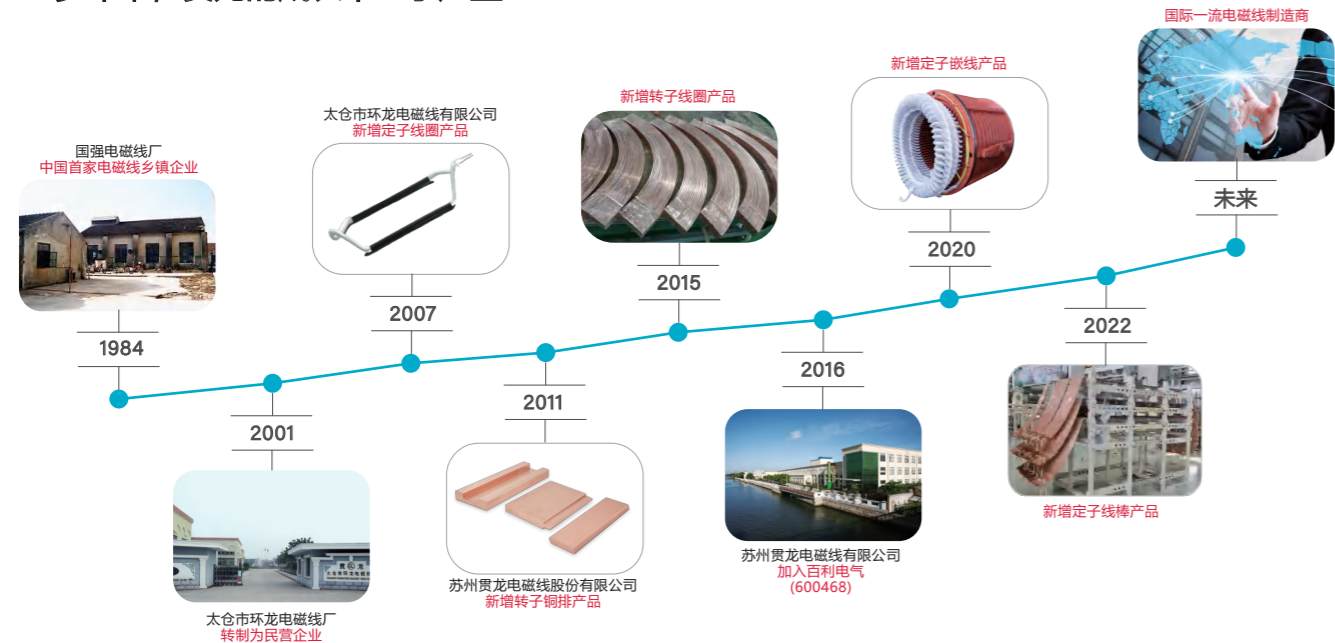 国强电磁线厂
中国首家电磁线乡镇企业
1984
2001
太仓市环龙电磁线厂
转制为民营企业
太仓市环龙电磁线有限公司
新增定子线圈产品
2007
2011
苏州贯龙电磁线股份有限公司
新增转子铜排产品
新增转子线圈产品
2015
2016
苏州贯龙电磁线有限公司
加入百利电气
(600468)
新增定子嵌线产品
2020
2022
新增定子线棒产品
国际一流电磁线制造商
未来